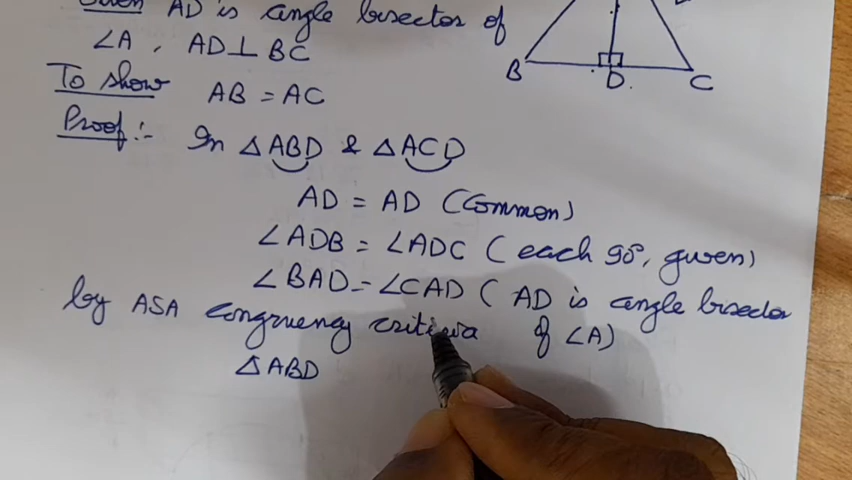 Given AD is angle bisector of
∠A, AD⊥BC
To show AB = AC
Proof:- In △ABD & △ACD
AD = AD (Common)
∠ADB = ∠ADC (each 90°, given)
∠BAD = ∠CAD (AD is angle bisector
by ASA congruency criteria of ∠A)
△ABD
B
D
C